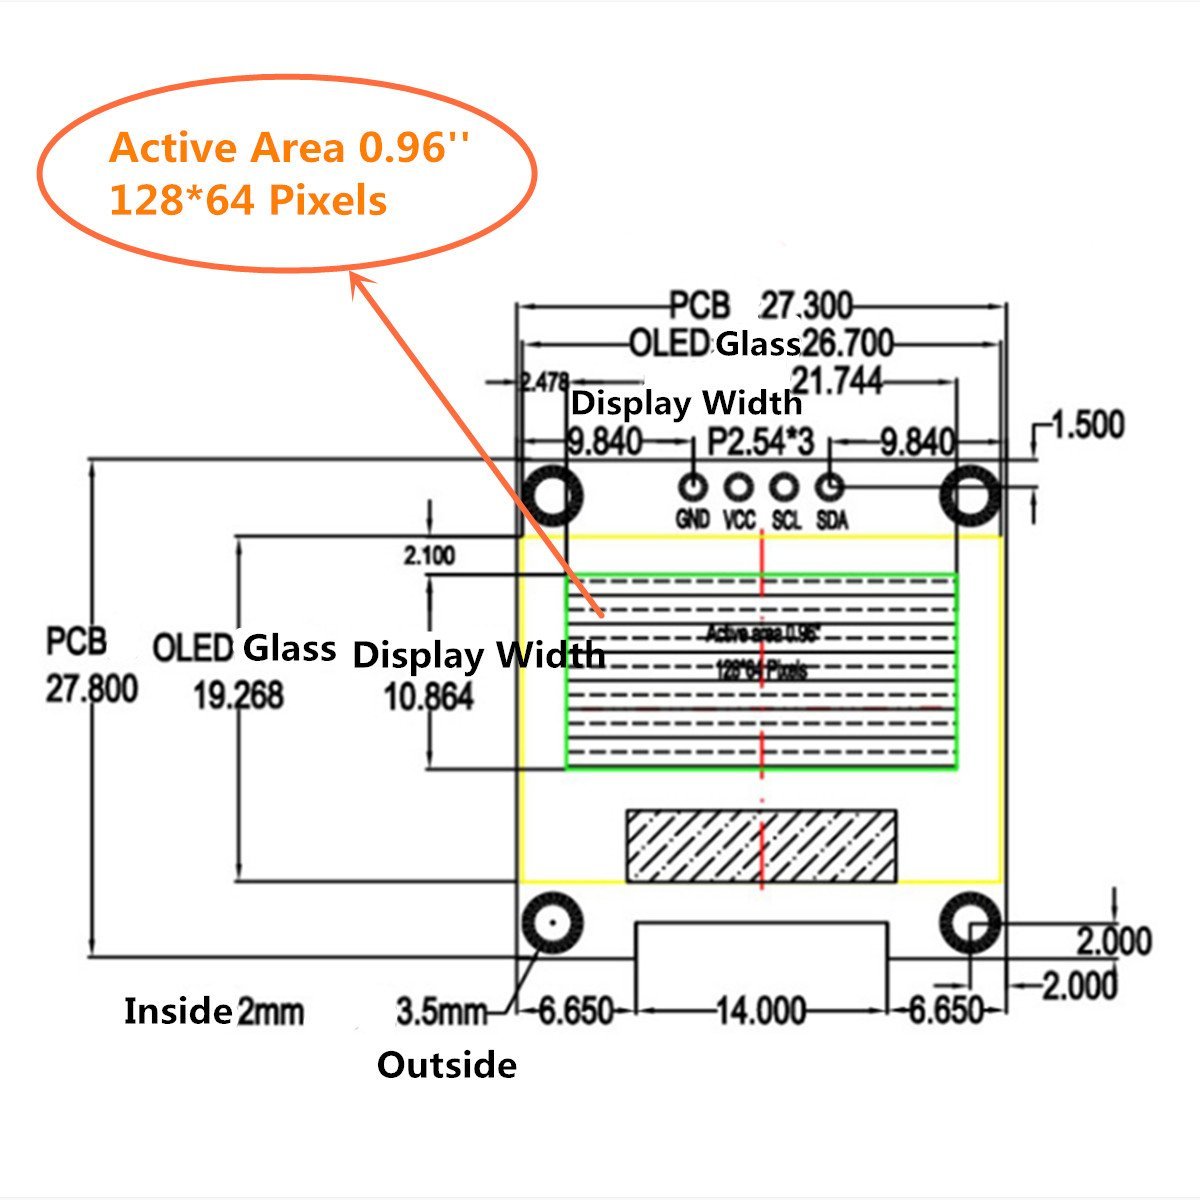 Active Area 0.96''
128*64 Pixels
PCB 27.300
OLED Glass 26.700
2.478
21.744
Display Width
9.840
P2.54*3
9.840
1.500
GND VCC SCL SDA
2.100
Active area 0.96"
128*64 Pixels
PCB
27.800
OLED Glass
19.268
Display Width
10.864
2.000
2.000
Inside 2mm
3.5mm
Outside
6.650
14.000
6.650